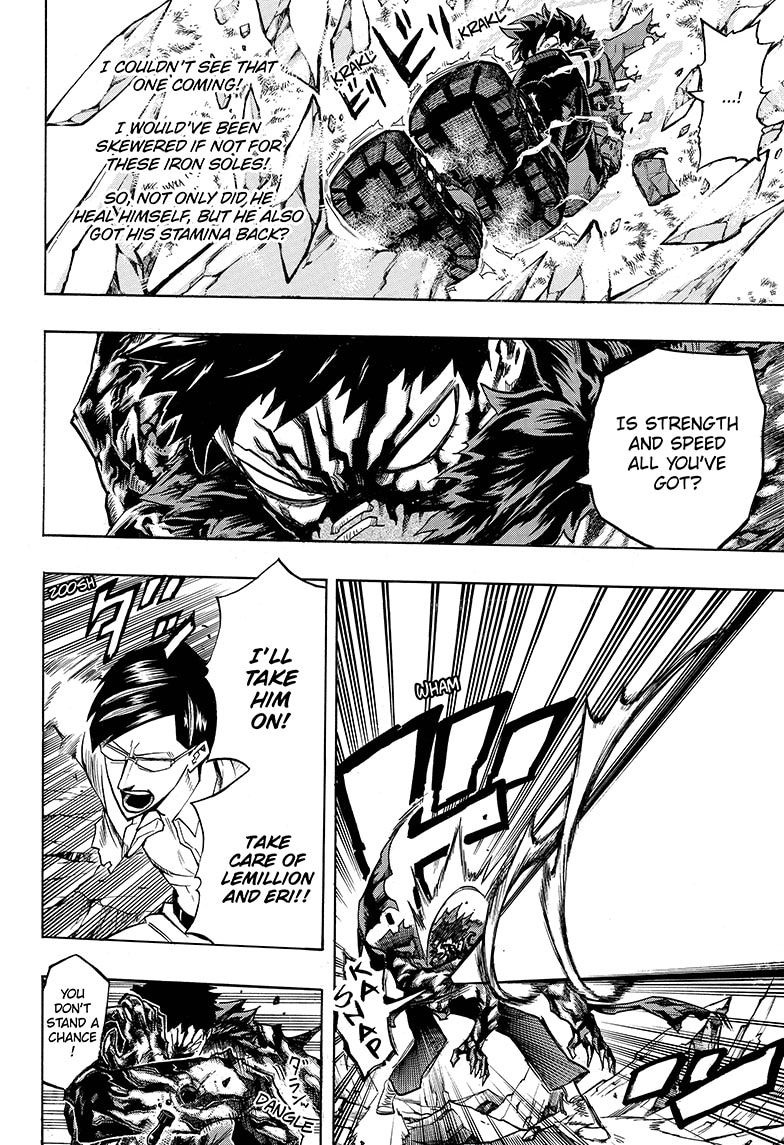 ...!
KRAKL
KRAKL
KRAKL
ビ
ビ
I COULDN'T SEE THAT
ONE COMING!
I WOULD'VE BEEN
SKEWERED IF NOT FOR
THESE IRON SOLES!
SO, NOT ONLY DID HE
HEAL HIMSELF, BUT HE ALSO
GOT HIS STAMINA BACK?
IS STRENGTH
AND SPEED
ALL YOU'VE
GOT?
WHAM
KA
SNAP
ZOOSH
I'LL
TAKE
HIM
ON!
TAKE
CARE OF
LEMILLION
AND ERI!!
YOU
DON'T
STAND A
CHANCE
!
DANGLE